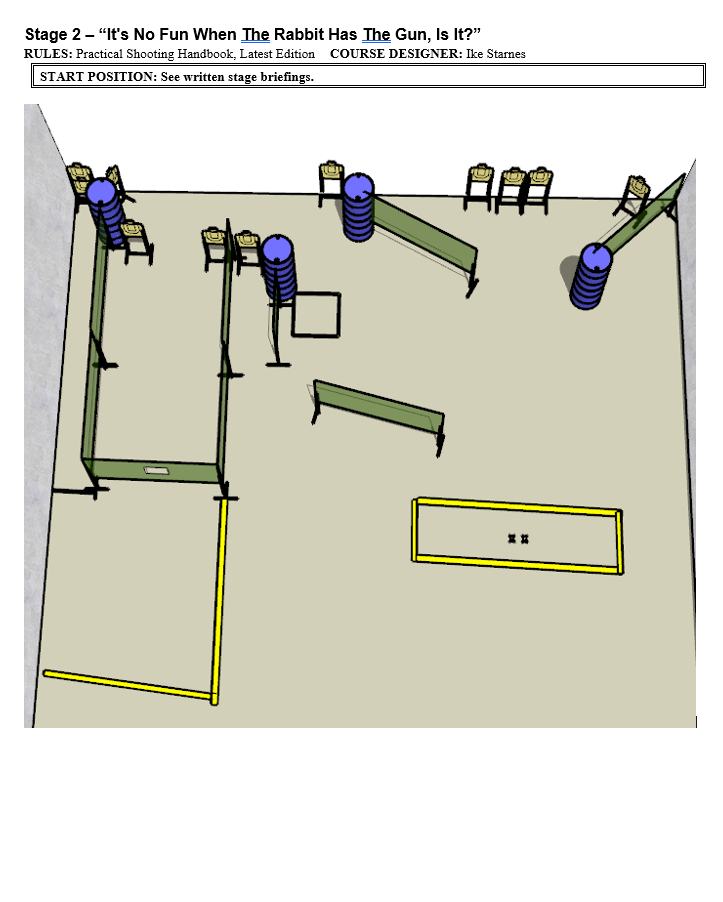 Stage 2 – “It's No Fun When The Rabbit Has The Gun, Is It?”
RULES: Practical Shooting Handbook, Latest Edition COURSE DESIGNER: Ike Starnes
START POSITION: See written stage briefings.